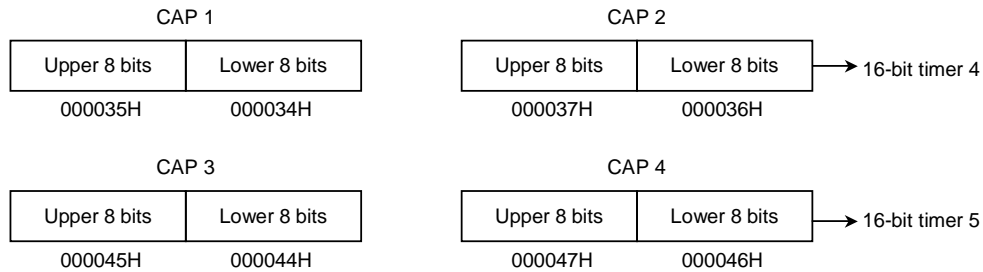 CAP 1
CAP 2
Upper 8 bits Lower 8 bits
Upper 8 bits Lower 8 bits 16-bit timer 4
000035H 000034H
000037H 000036H
CAP 3
CAP 4
Upper 8 bits Lower 8 bits
Upper 8 bits Lower 8 bits 16-bit timer 5
000045H 000044H
000047H 000046H